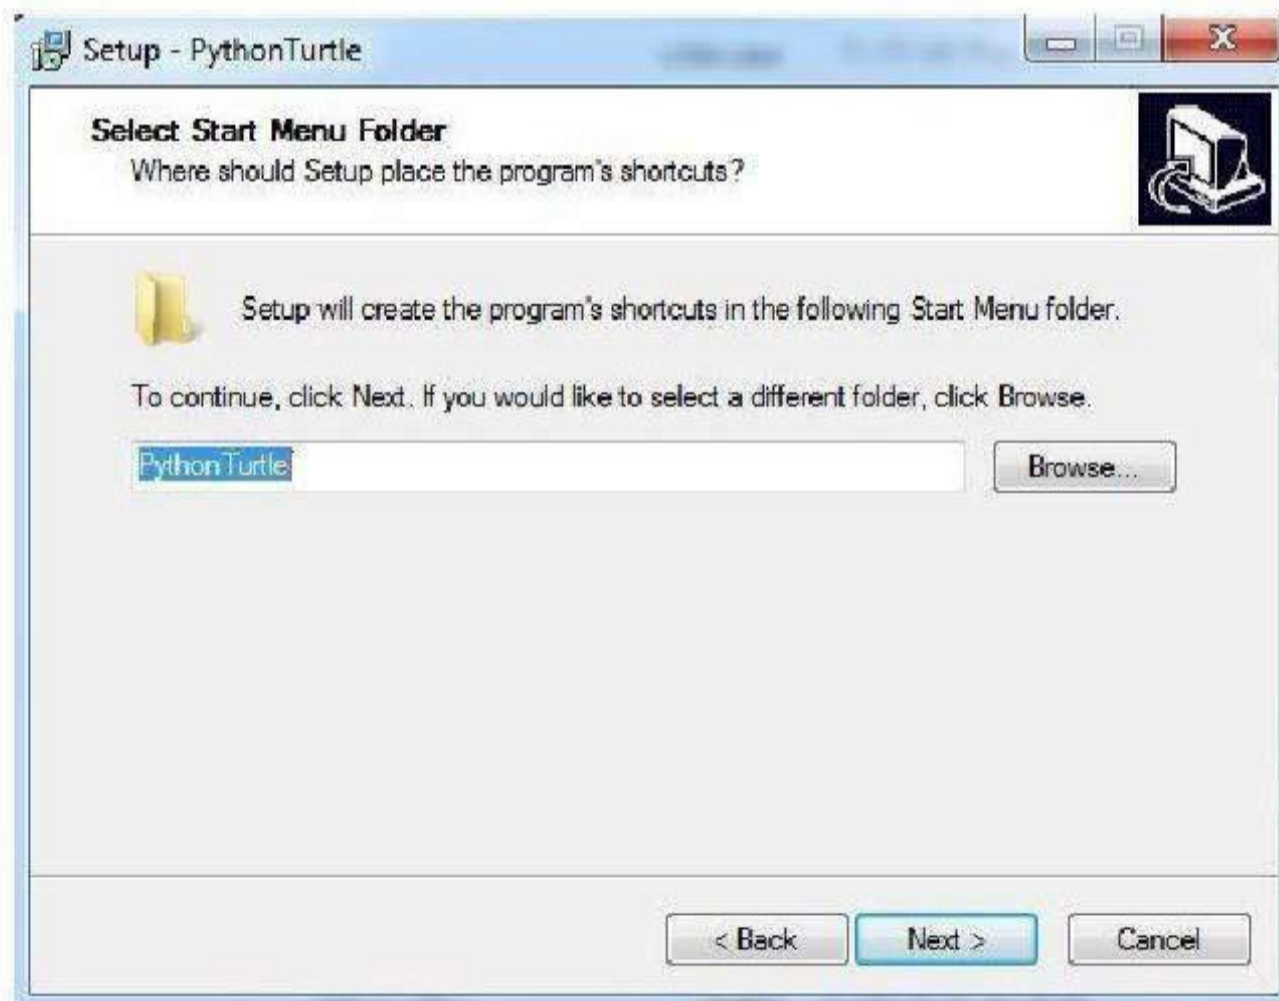 Setup - PythonTurtle
Select Start Menu Folder
Where should Setup place the program's shortcuts?
Setup will create the program's shortcuts in the following Start Menu folder.
To continue, click Next. If you would like to select a different folder, click Browse.
PythonTurtle
Browse...
< Back
Next >
Cancel